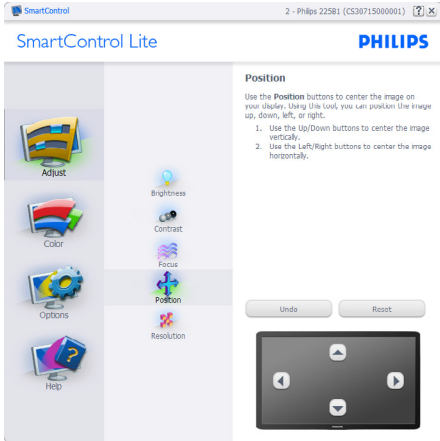 SmartControl
2 - Philips 225B1 (CS30715000001)
SmartControl Lite
PHILIPS
Adjust
Color
Options
Help
Brightness
Contrast
Focus
Position
Resolution
Position
Use the Position buttons to center the image on
your display. Using this tool, you can position the image
up, down, left, or right.
1. Use the Up/Down buttons to center the image
vertically.
2. Use the Left/Right buttons to center the image
horizontally.
Undo
Reset